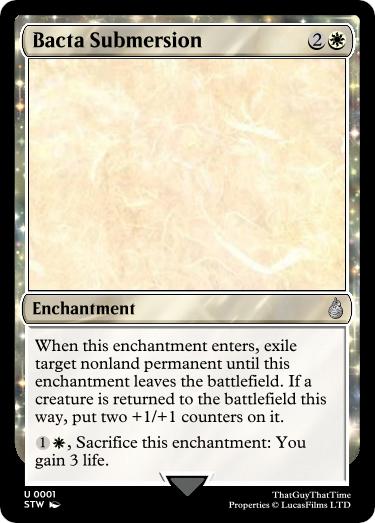 Bacta Submersion 2
Enchantment
When this enchantment enters, exile
target nonland permanent until this
enchantment leaves the battlefield. If a
creature is returned to the battlefield this
way, put two +1/+1 counters on it.
1, Sacrifice this enchantment: You
gain 3 life.
U 0001
STW
ThatGuyThatTime
Properties © LucasFilms LTD